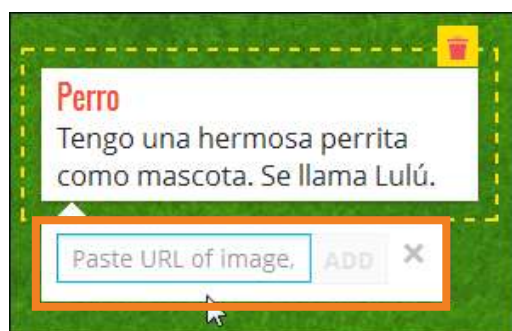 Perro
Tengo una hermosa perrita
como mascota. Se llama Lulú.
Paste URL of image, ADD ×